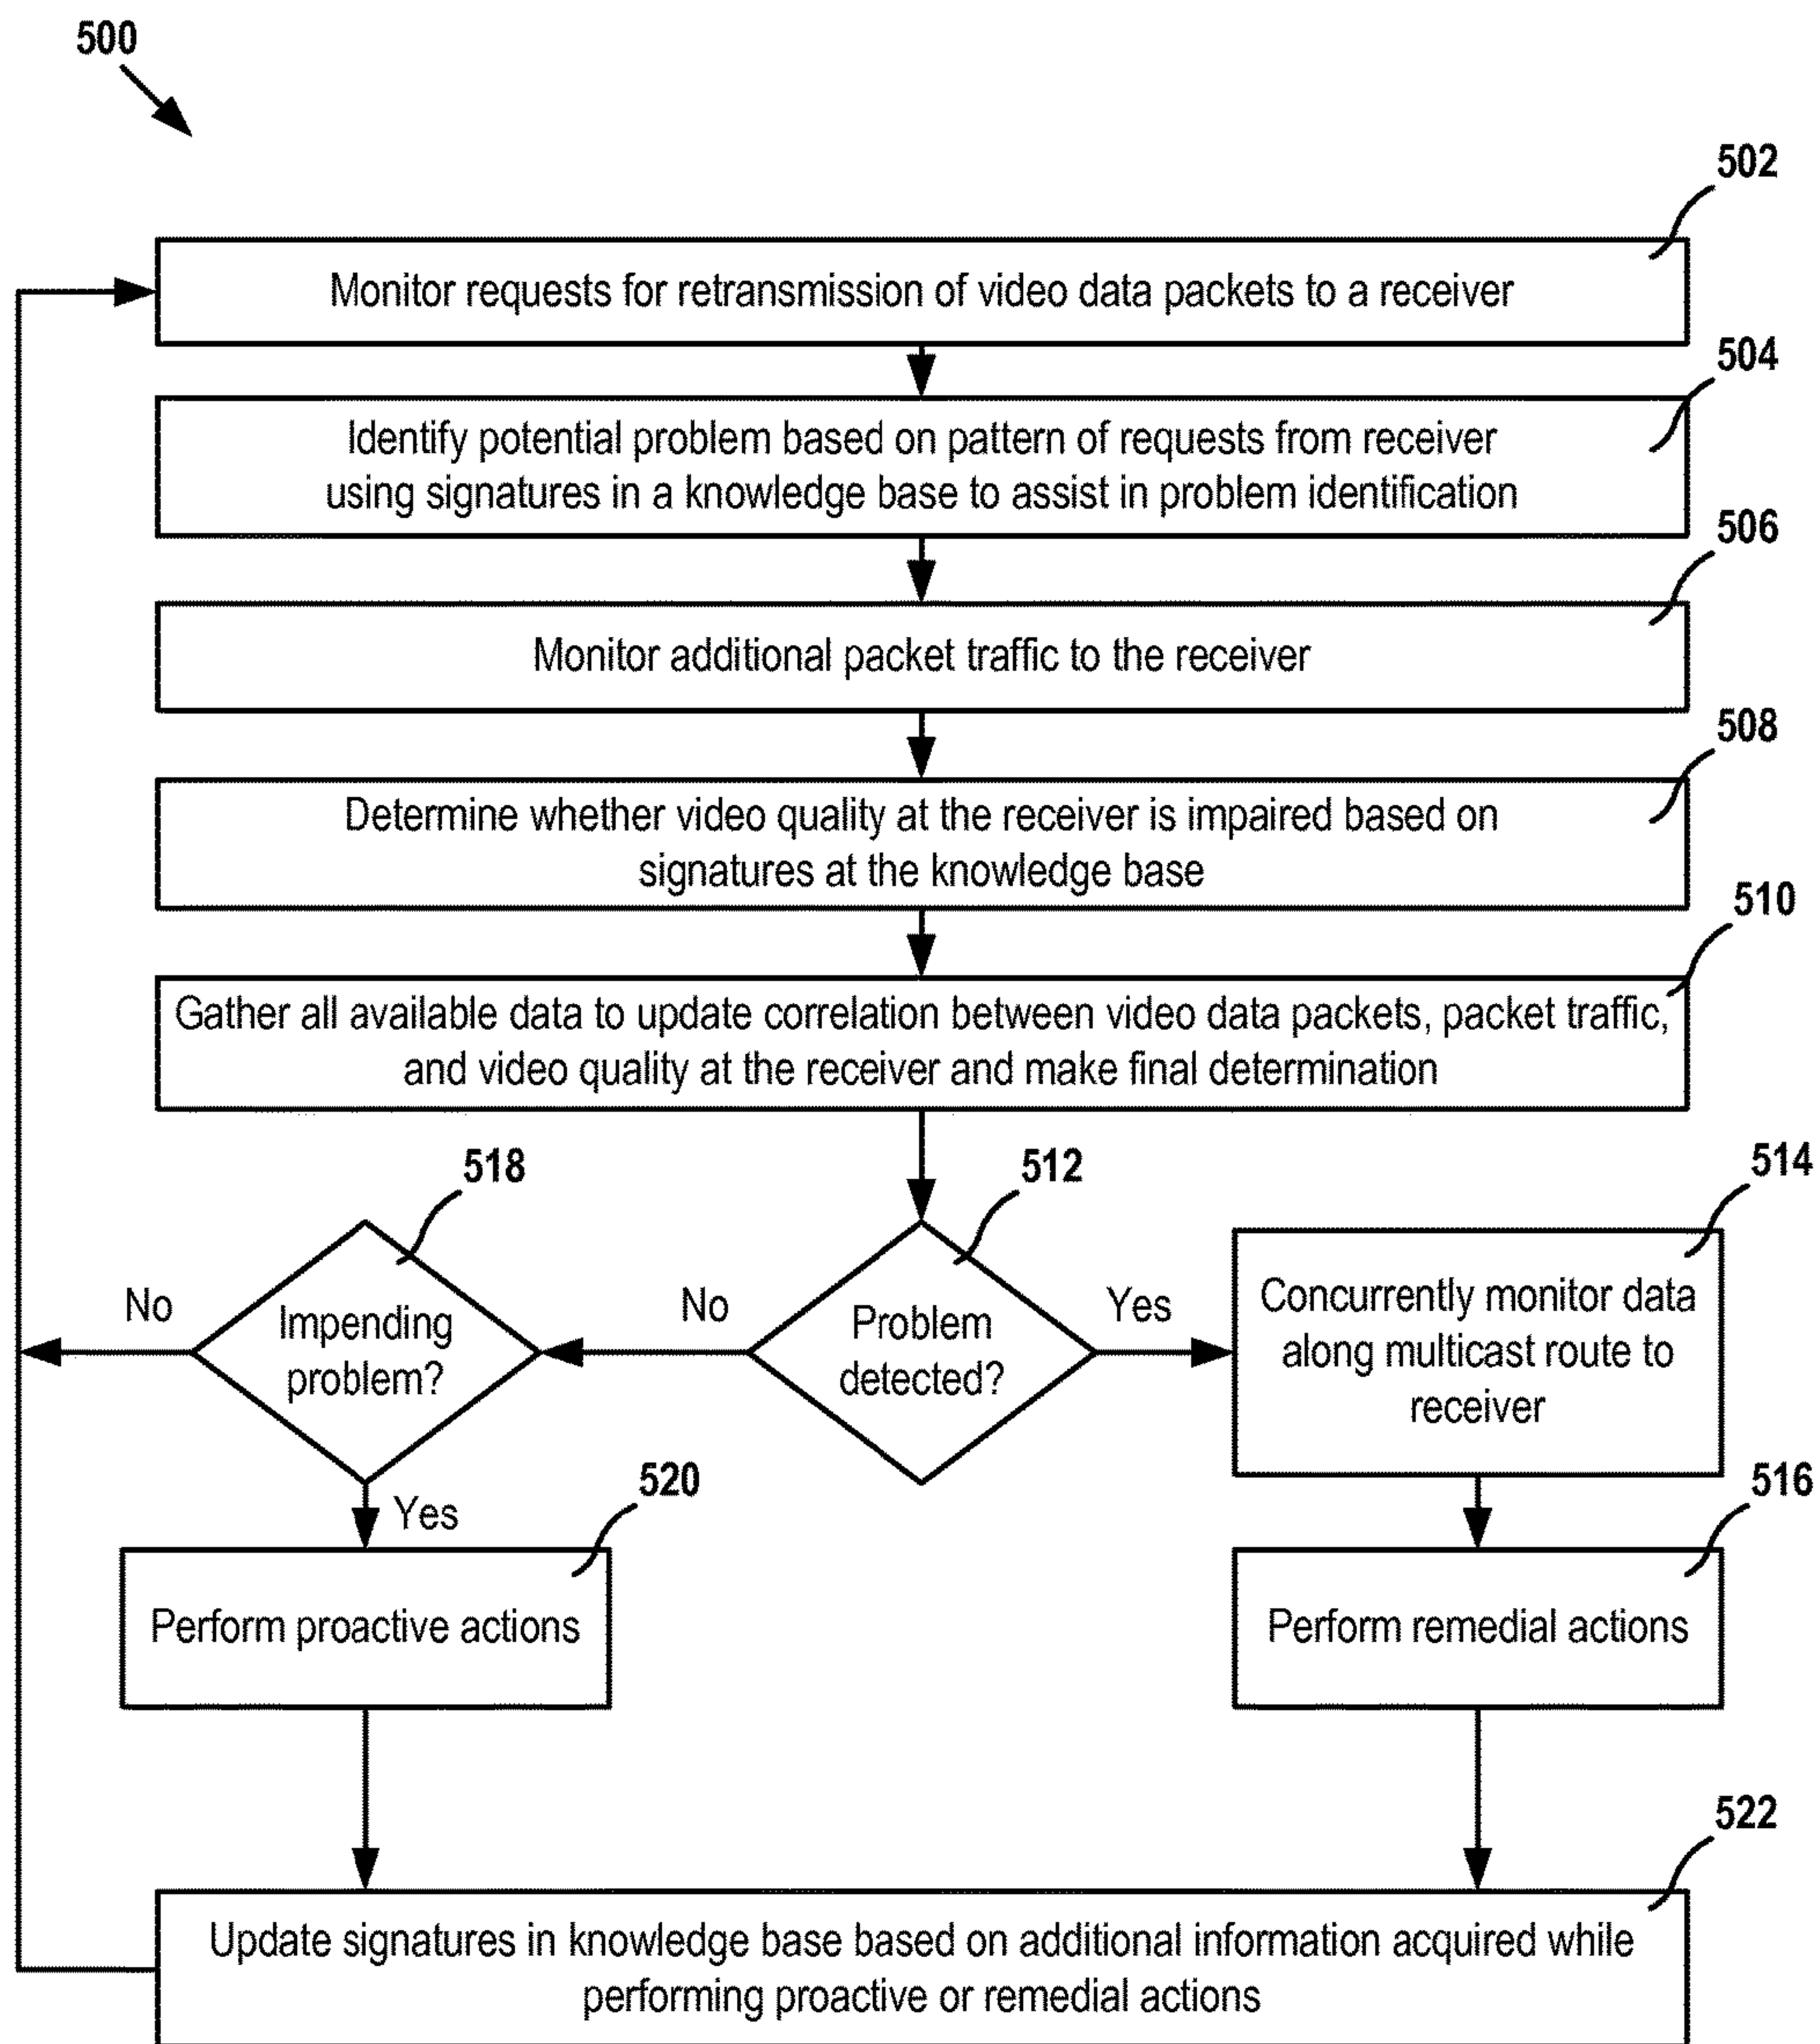 500
502
Monitor requests for retransmission of video data packets to a receiver
504
Identify potential problem based on pattern of requests from receiver
using signatures in a knowledge base to assist in problem identification
506
Monitor additional packet traffic to the receiver
508
Determine whether video quality at the receiver is impaired based on
signatures at the knowledge base
510
Gather all available data to update correlation between video data packets, packet traffic,
and video quality at the receiver and make final determination
518
512
514
No
Impending
problem?
No
Problem
detected?
Yes
Concurrently monitor data
along multicast route to
receiver
Yes
520
516
Perform proactive actions
Perform remedial actions
522
Update signatures in knowledge base based on additional information acquired while
performing proactive or remedial actions